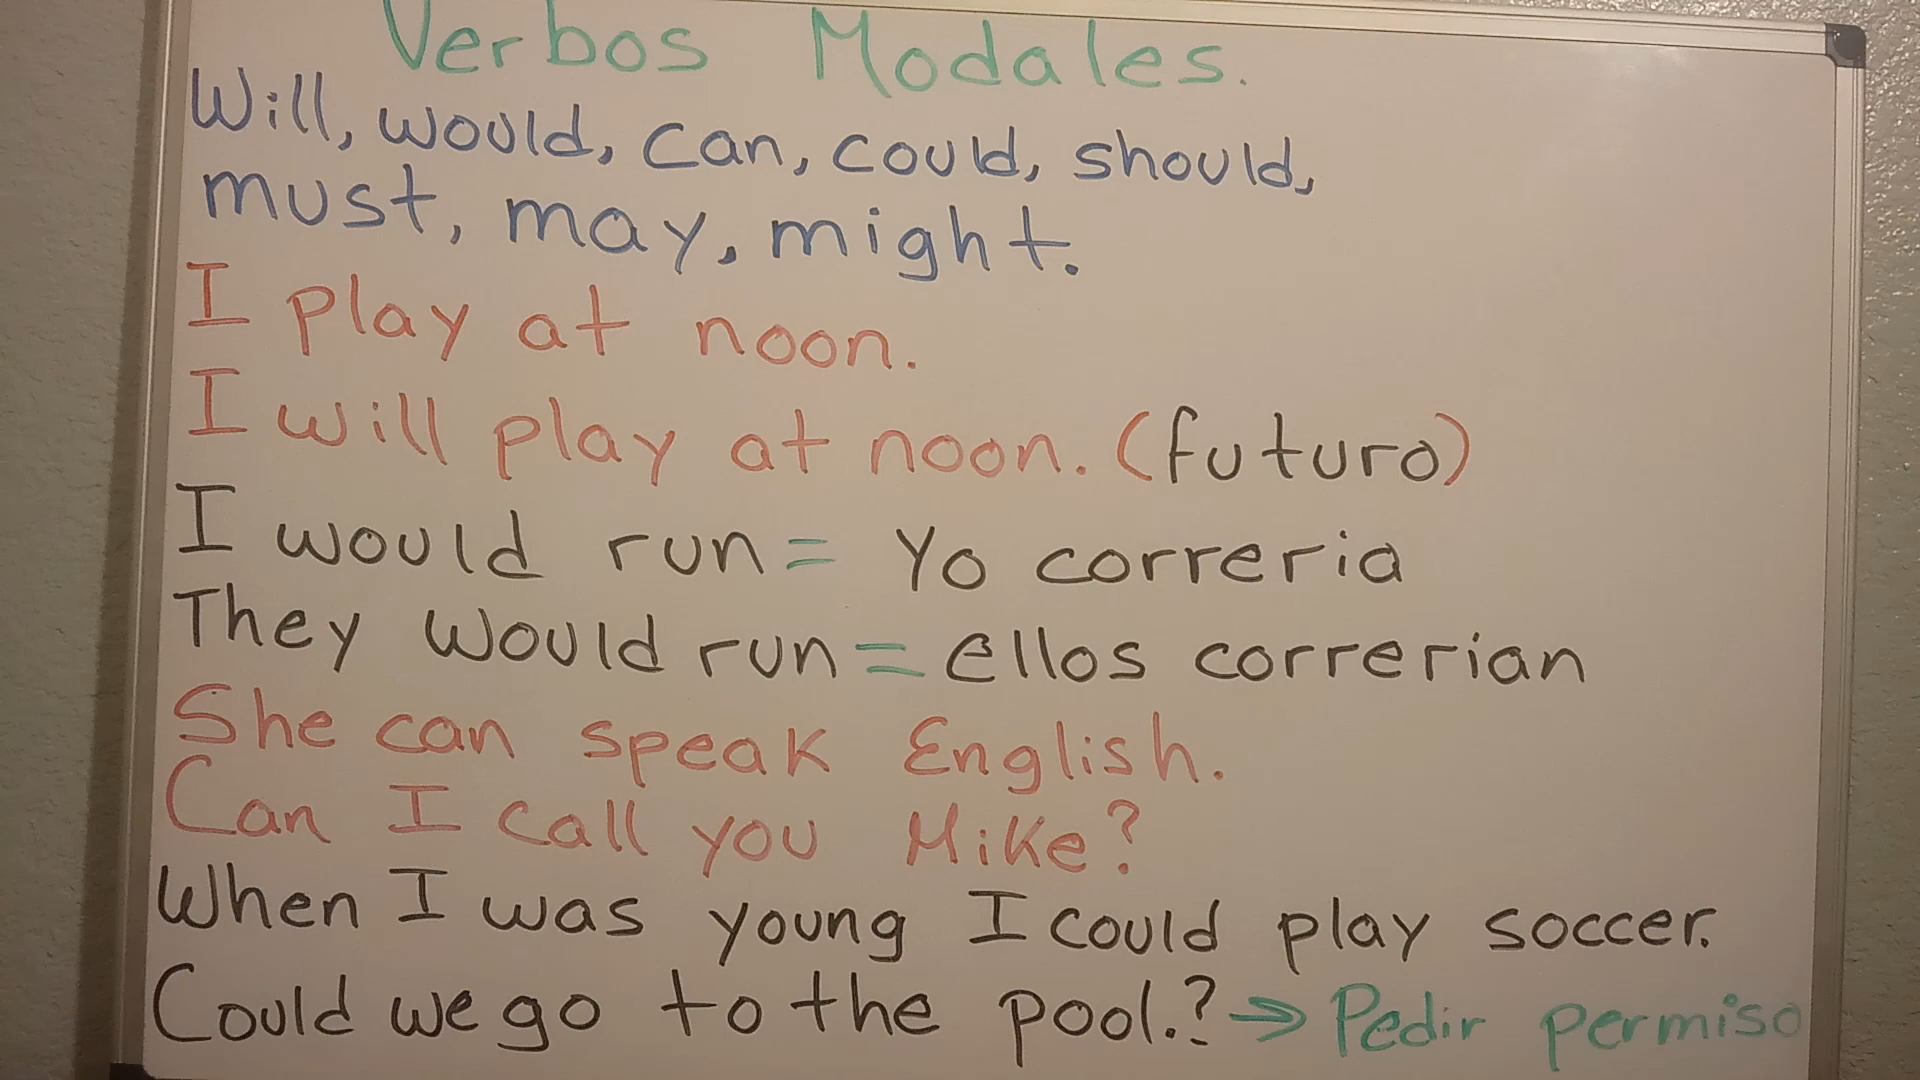 Verbos Modales.
Will, would, can, could, should,
must, may, might.
I play at noon.
I will play at noon. (futuro)
I would run = Yo correria
They would run = ellos correrian
She can speak English.
Can I call you Mike?
When I was young I could play soccer.
Could we go to the pool.? → Pedir permiso